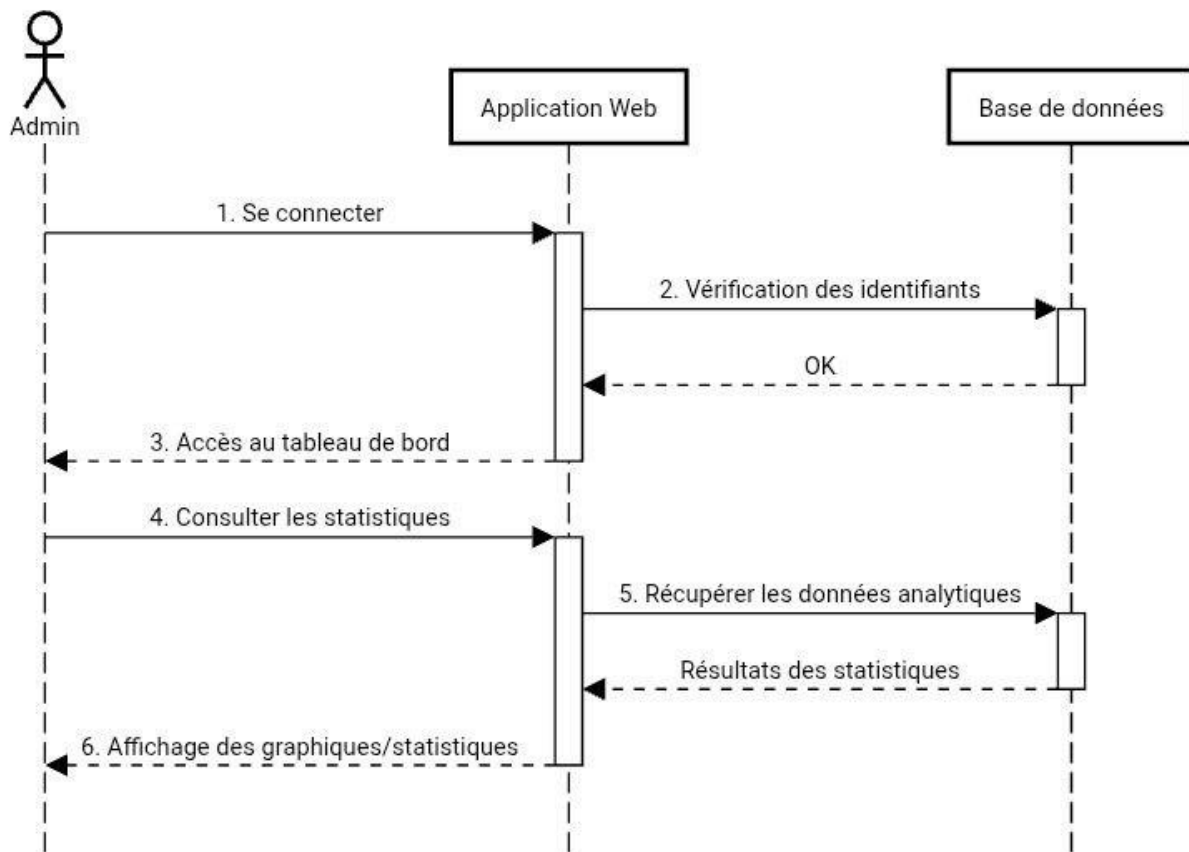 Admin
Application Web
Base de données
1. Se connecter
2. Vérification des identifiants
OK
3. Accès au tableau de bord
4. Consulter les statistiques
5. Récupérer les données analytiques
Résultats des statistiques
6. Affichage des graphiques/statistiques